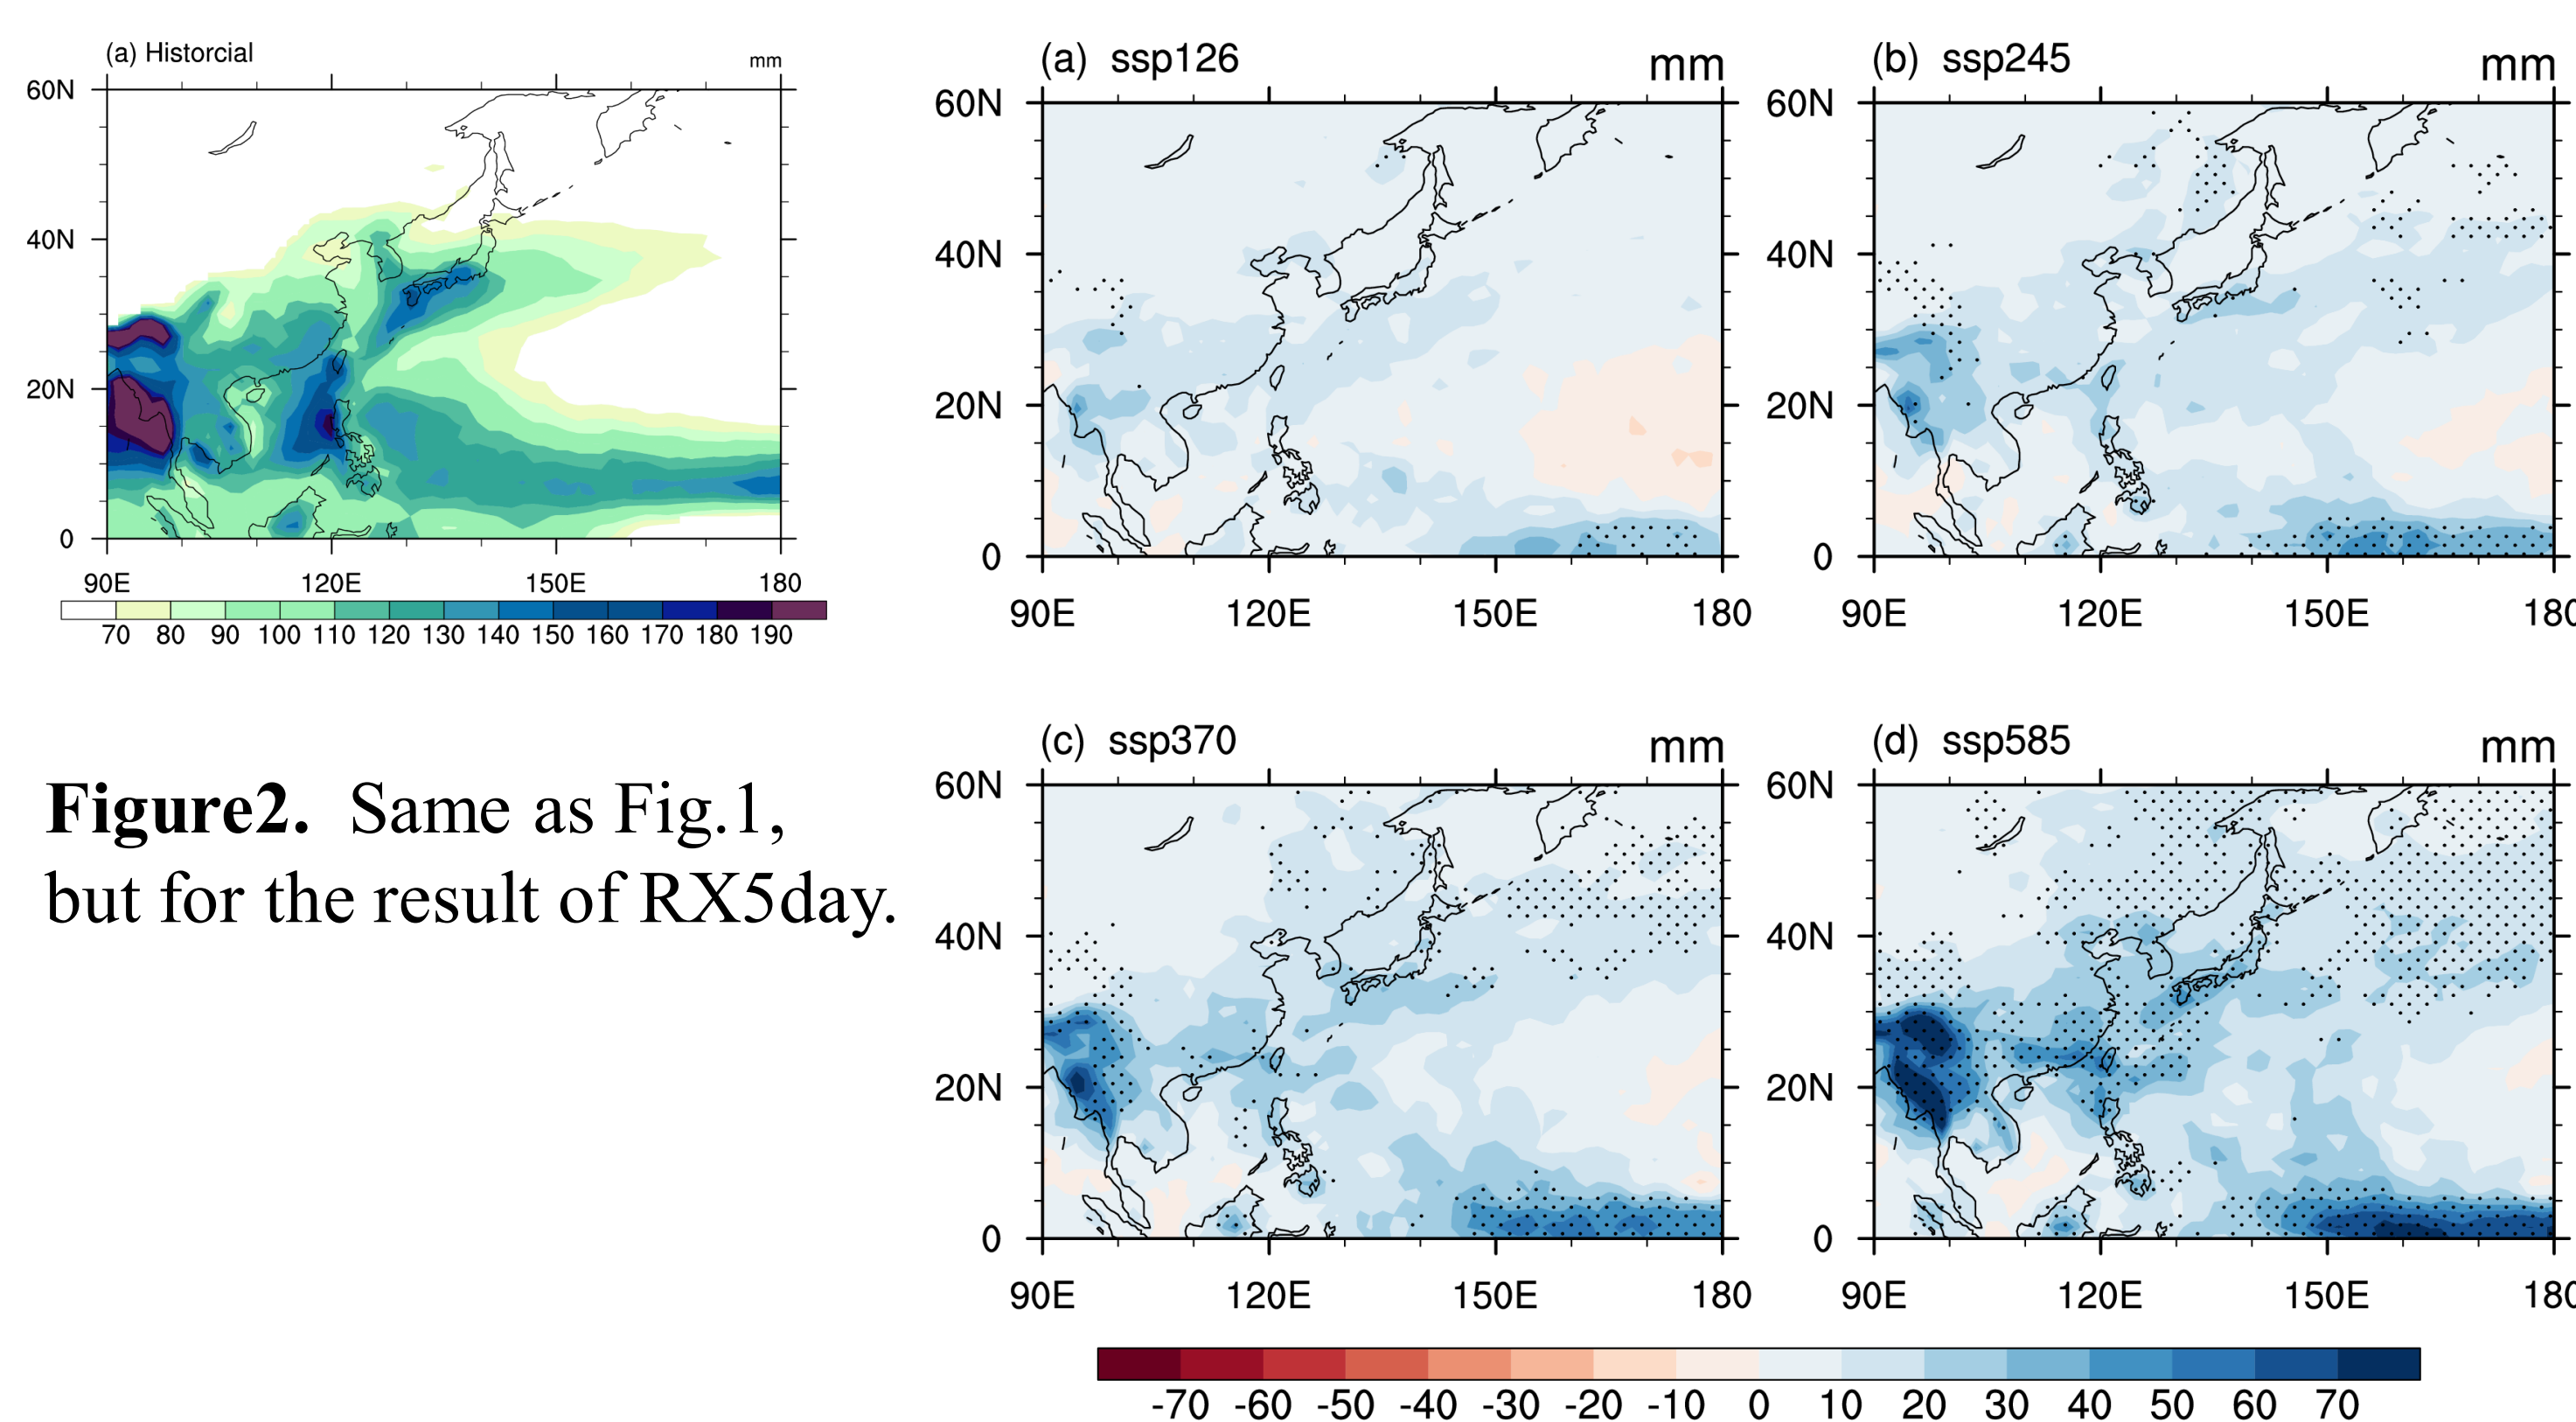 (a) Historcial
mm
60N
40N
20N
0
90E 120E 150E 180
70 80 90 100 110 120 130 140 150 160 170 180 190
Figure2. Same as Fig.1,
but for the result of RX5day.
(a) ssp126
mm
60N
40N
20N
0
90E 120E 150E 180
(b) ssp245
mm
60N
40N
20N
0
90E 120E 150E 180
(c) ssp370
mm
60N
40N
20N
0
90E 120E 150E 180
(d) ssp585
mm
60N
40N
20N
0
90E 120E 150E 180
-70 -60 -50 -40 -30 -20 -10 0 10 20 30 40 50 60 70